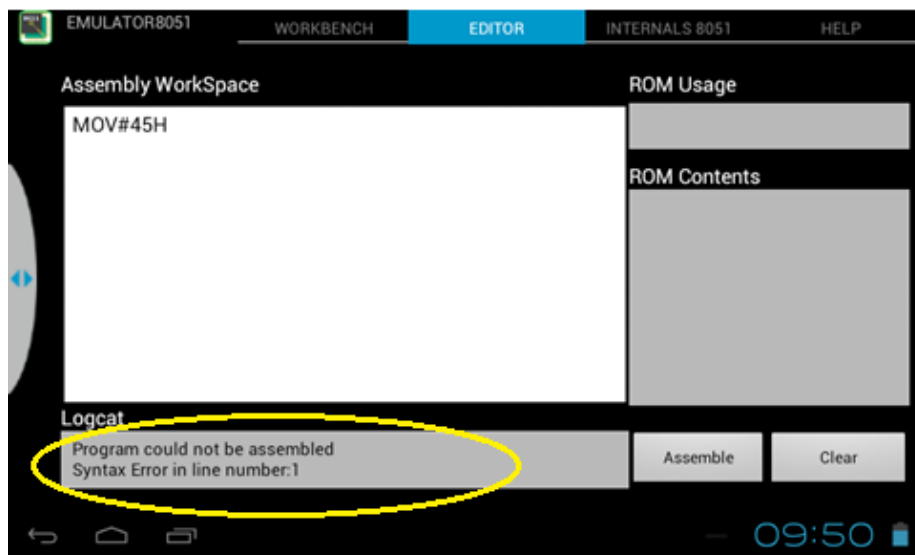 EMULATOR8051 WORKBENCH EDITOR INTERNALS 8051 HELP
Assembly WorkSpace
MOV#45H
ROM Usage
ROM Contents
Logcat
Program could not be assembled
Syntax Error in line number:1
Assemble Clear
09:50